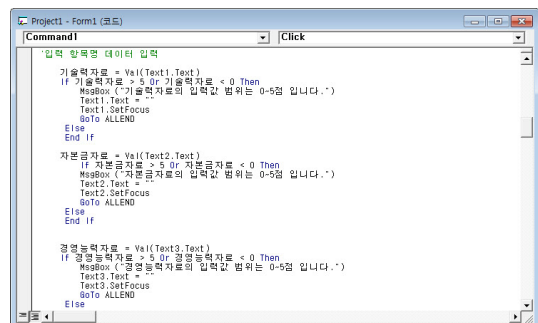 Project1 - Form1 (코드)
Command1 Click
'입력 항목명 데이터 입력
기술력자료 = Val(Text1.Text)
If 기술력자료 > 5 Or 기술력자료 < 0 Then
MsgBox ("기술력자료의 입력값 범위는 0~5점 입니다.")
Text1.Text = ""
Text1.SetFocus
GoTo ALLEND
Else
End If
자본금자료 = Val(Text2.Text)
If 자본금자료 > 5 Or 자본금자료 < 0 Then
MsgBox ("자본금자료의 입력값 범위는 0~5점 입니다.")
Text2.Text = ""
Text2.SetFocus
GoTo ALLEND
Else
End If
경영능력자료 = Val(Text3.Text)
If 경영능력자료 > 5 Or 경영능력자료 < 0 Then
MsgBox ("경영능력자료의 입력값 범위는 0~5점 입니다.")
Text3.Text = ""
Text3.SetFocus
GoTo ALLEND
Else